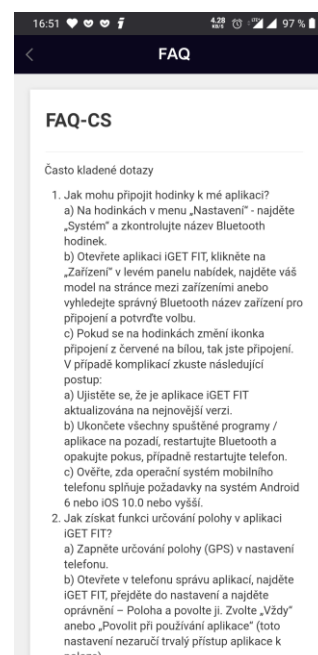 16:51
4.28
KB/S
97 %
FAQ
FAQ-CS
Často kladené dotazy
1. Jak mohu připojit hodinky k mé aplikaci?
a) Na hodinkách v menu „Nastavení" - najděte
„Systém" a zkontrolujte název Bluetooth
hodinek.
b) Otevřete aplikaci iGET FIT, klikněte na
„Zařízení" v levém panelu nabídek, najděte váš
model na stránce mezi zařízeními anebo
vyhledejte správný Bluetooth název zařízení pro
připojení a potvrďte volbu.
c) Pokud se na hodinkách změní ikonka
připojení z červené na bílou, tak jste připojení.
V případě komplikací zkuste následující
postup:
a) Ujistěte se, že je aplikace iGET FIT
aktualizována na nejnovější verzi.
b) Ukončete všechny spuštěné programy /
aplikace na pozadí, restartujte Bluetooth a
opakujte pokus, případně restartujte telefon.
c) Ověřte, zda operační systém mobilního
telefonu splňuje požadavky na systém Android
6 nebo iOS 10.0 nebo vyšší.
2. Jak získat funkci určování polohy v aplikaci
iGET FIT?
a) Zapněte určování polohy (GPS) v nastavení
telefonu.
b) Otevřete v telefonu správu aplikací, najděte
iGET FIT, přejděte do nastavení a najděte
oprávnění – Poloha a povolte ji. Zvolte „Vždy"
anebo „Povolit při používání aplikace" (toto
nastavení nezaručí trvalý přístup aplikace k